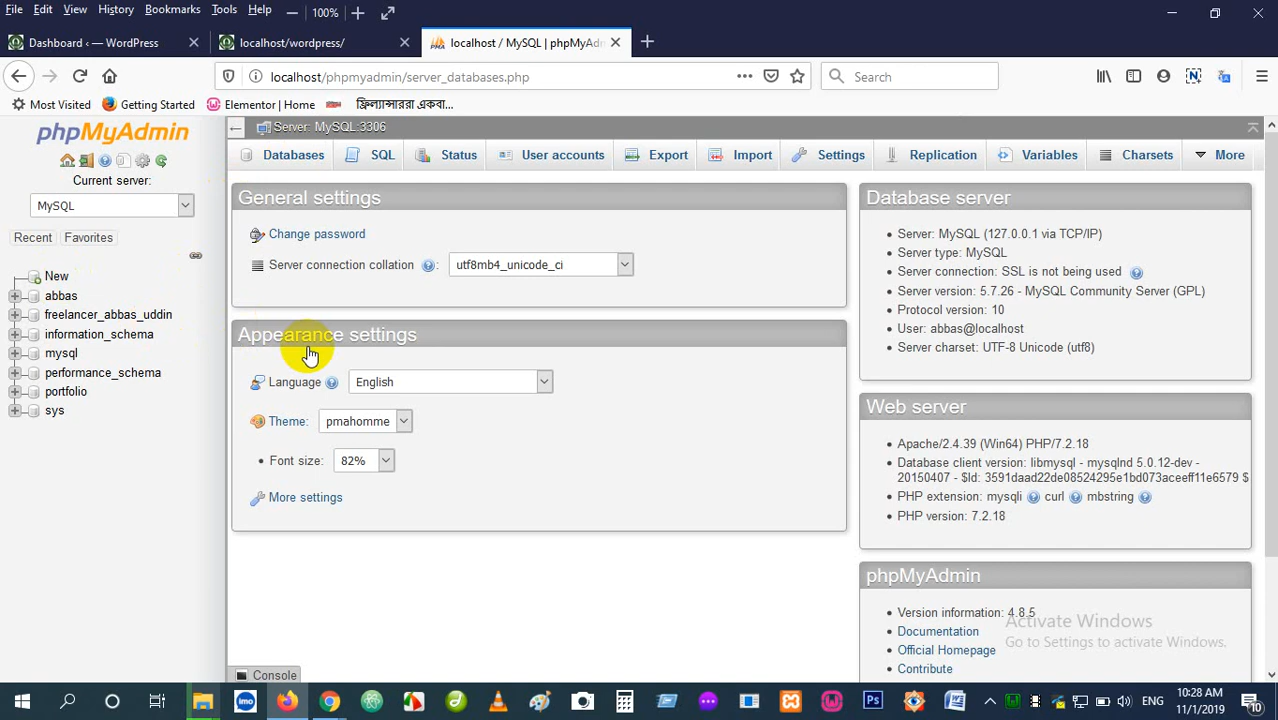 File Edit View History Bookmarks Tools Help 100%
Dashboard ‹ — WordPress
localhost/wordpress/
localhost / MySQL | phpMyAdm
localhost/phpmyadmin/server_databases.php
Search
Most Visited
Getting Started
Elementor | Home
ফ্রিল্যান্সাররা একবা...
phpMyAdmin
Current server:
MySQL
Recent
Favorites
New
abbas
freelancer_abbas_uddin
information_schema
mysql
performance_schema
portfolio
sys
Server: MySQL:3306
Databases SQL Status User accounts Export Import Settings Replication Variables Charsets More
General settings
Change password
Server connection collation : utf8mb4_unicode_ci
Appearance settings
Language English
Theme: pmahomme
• Font size: 82%
More settings
Database server
• Server: MySQL (127.0.0.1 via TCP/IP)
• Server type: MySQL
• Server connection: SSL is not being used
• Server version: 5.7.26 - MySQL Community Server (GPL)
• Protocol version: 10
• User: abbas@localhost
• Server charset: UTF-8 Unicode (utf8)
Web server
• Apache/2.4.39 (Win64) PHP/7.2.18
• Database client version: libmysql - mysqlnd 5.0.12-dev -
20150407 - $Id: 3591daad22de08524295e1bd073aceeff11e6579 $
• PHP extension: mysqli curl mbstring
• PHP version: 7.2.18
phpMyAdmin
• Version information: 4.8.5
• Documentation
• Official Homepage
• Contribute
Activate Windows
Go to Settings to activate Windows.
Console
imo
Ps
ENG
10:28 AM
11/1/2019
10